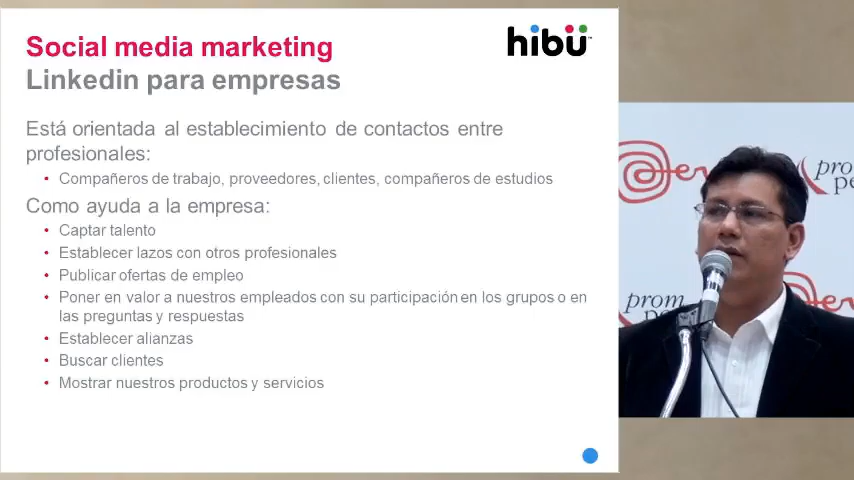 Social media marketing
hibü™
Linkedin para empresas
Está orientada al establecimiento de contactos entre
profesionales:
• Compañeros de trabajo, proveedores, clientes, compañeros de estudios
Como ayuda a la empresa:
• Captar talento
• Establecer lazos con otros profesionales
• Publicar ofertas de empleo
• Poner en valor a nuestros empleados con su participación en los grupos o en
las preguntas y respuestas
• Establecer alianzas
• Buscar clientes
• Mostrar nuestros productos y servicios
prom
pe
prom